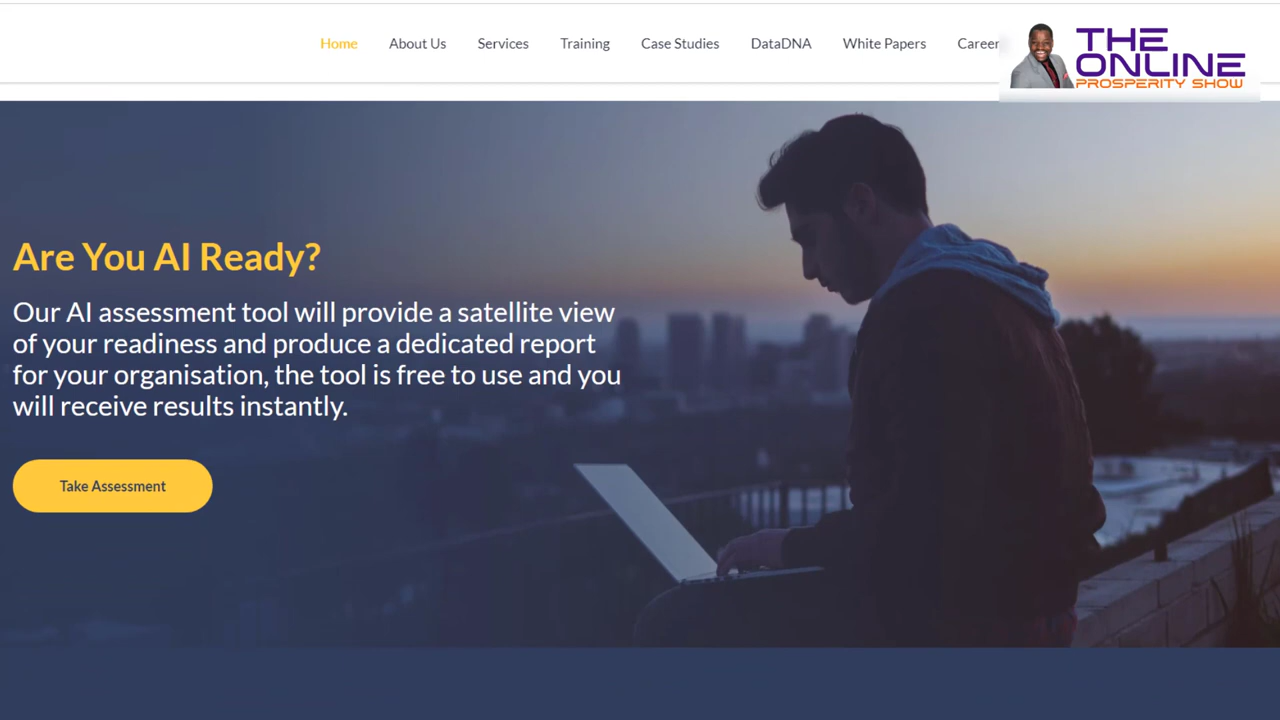 Home About Us Services Training Case Studies DataDNA White Papers Career
THE
ONLINE
PROSPERITY SHOW
Are You AI Ready?
Our AI assessment tool will provide a satellite view
of your readiness and produce a dedicated report
for your organisation, the tool is free to use and you
will receive results instantly.
Take Assessment